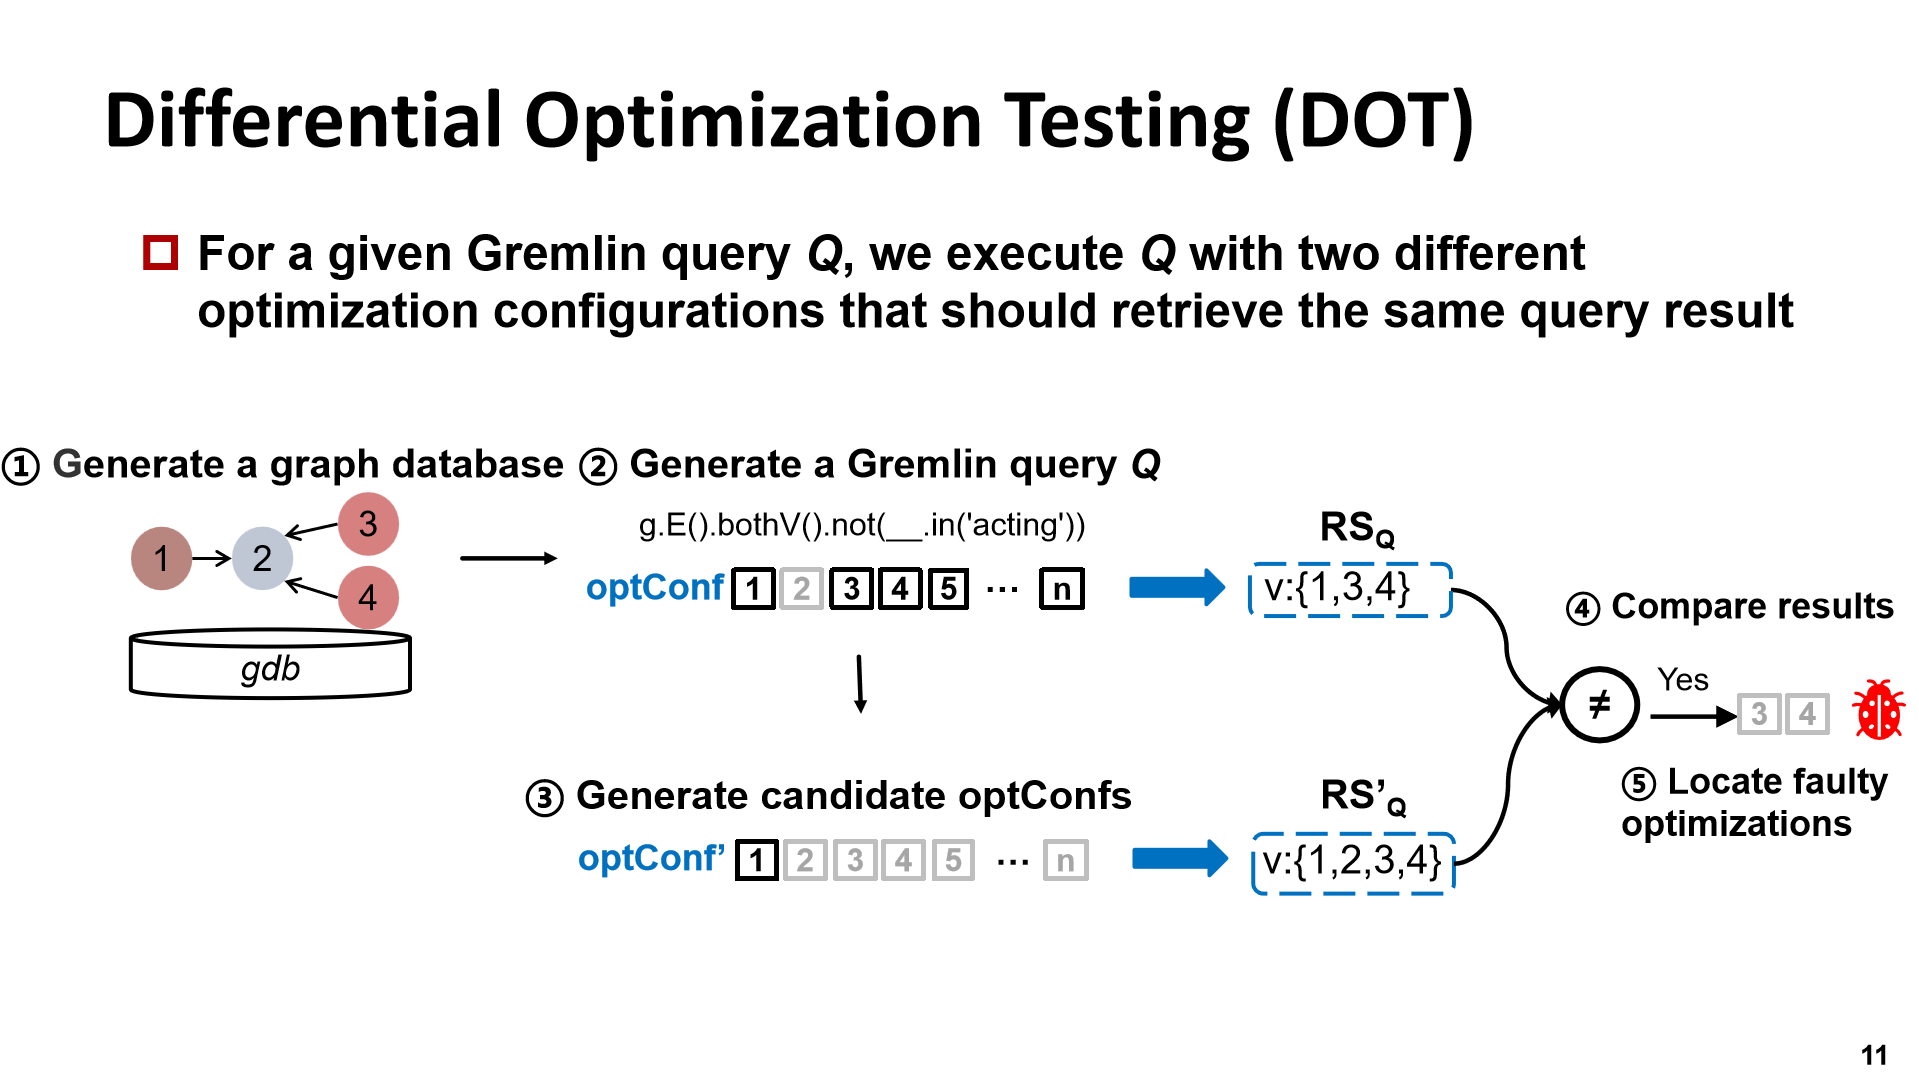 Differential Optimization Testing (DOT)
For a given Gremlin query Q, we execute Q with two different
optimization configurations that should retrieve the same query result
① Generate a graph database
1 2 3 4
gdb
② Generate a Gremlin query Q
g.E().bothV().not(__.in('acting'))
optConf 1 2 3 4 5 ... n
RS_Q
v:{1,3,4}
③ Generate candidate optConfs
optConf’ 1 2 3 4 5 ... n
RS’_Q
v:{1,2,3,4}
④ Compare results
≠
Yes
3 4
⑤ Locate faulty
optimizations
11